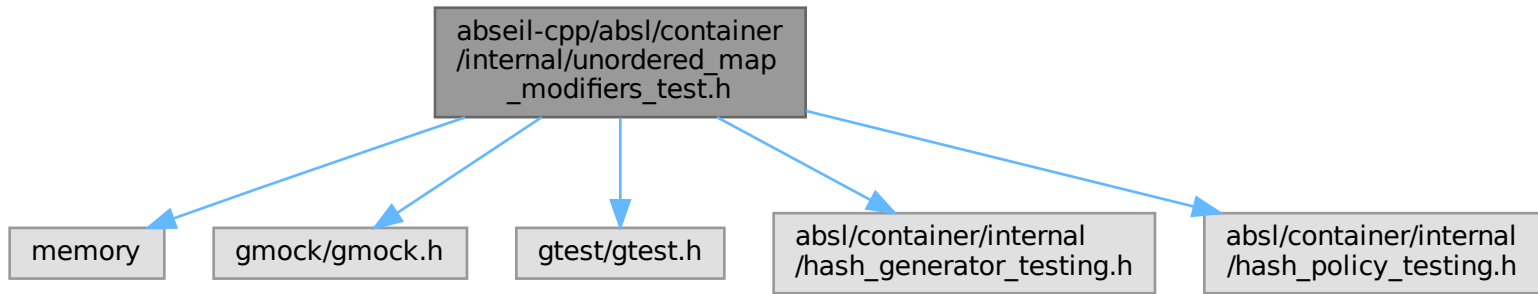 abseil-cpp/absl/container
/internal/unordered_map
_modifiers_test.h
memory
gmock/gmock.h
gtest/gtest.h
absl/container/internal
/hash_generator_testing.h
absl/container/internal
/hash_policy_testing.h